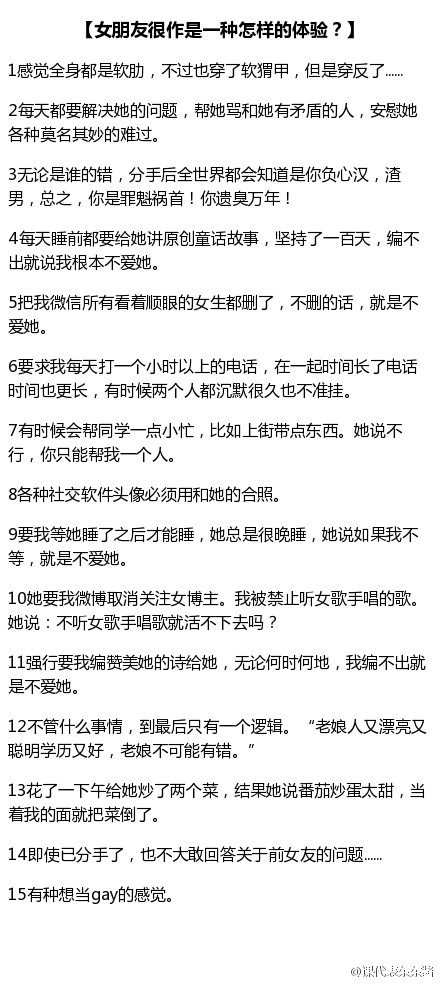 【女朋友很作是一种怎样的体验？】
1感觉全身都是软肋，不过也穿了软猬甲，但是穿反了......
2每天都要解决她的问题，帮她骂和她有矛盾的人，安慰她
各种莫名其妙的难过。
3无论是谁的错，分手后全世界都会知道是你负心汉，渣
男，总之，你是罪魁祸首！你遗臭万年！
4每天睡前都要给她讲原创童话故事，坚持了一百天，编不
出就说我根本不爱她。
5把我微信所有看着顺眼的女生都删了，不删的话，就是不
爱她。
6要求我每天打一个小时以上的电话，在一起时间长了电话
时间也更长，有时候两个人都沉默很久也不准挂。
7有时候会帮同学一点小忙，比如上街带点东西。她说不
行，你只能帮我一个人。
8各种社交软件头像必须用和她的合照。
9要我等她睡了之后才能睡，她总是很晚睡，她说如果我不
等，就是不爱她。
10她要我微博取消关注女博主。我被禁止听女歌手唱的歌。
她说：不听女歌手唱歌就活不下去吗？
11强行要我编赞美她的诗给她，无论何时何地，我编不出就
是不爱她。
12不管什么事情，到最后只有一个逻辑。“老娘人又漂亮又
聪明学历又好，老娘不可能有错。”
13花了一下午给她炒了两个菜，结果她说番茄炒蛋太甜，当
着我的面就把菜倒了。
14即使已分手了，也不大敢回答关于前女友的问题......
15有种想当gay的感觉。
@课代表东东酱